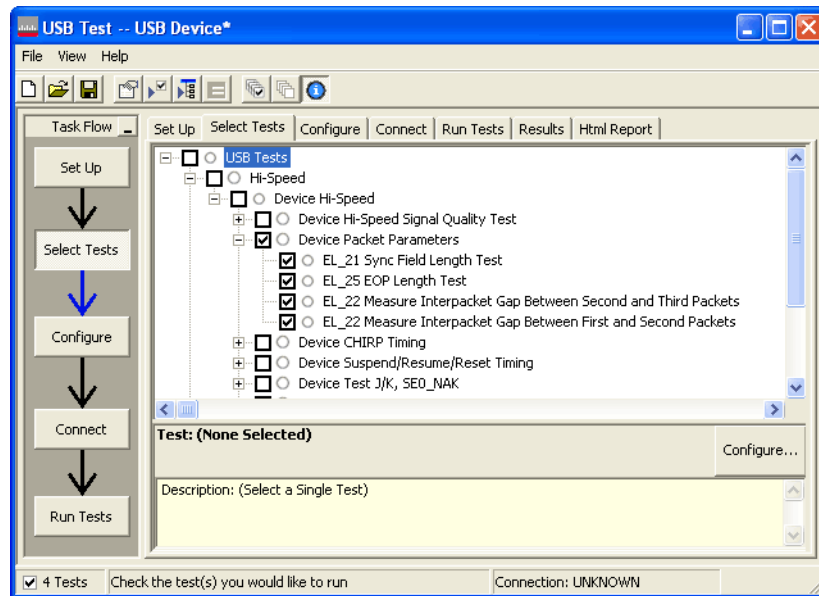 USB Test -- USB Device*
File View Help
Task Flow
Set Up Select Tests Configure Connect Run Tests Results Html Report
Set Up
Select Tests
Configure
Connect
Run Tests
USB Tests
Hi-Speed
Device Hi-Speed
Device Hi-Speed Signal Quality Test
Device Packet Parameters
EL_21 Sync Field Length Test
EL_25 EOP Length Test
EL_22 Measure Interpacket Gap Between Second and Third Packets
EL_22 Measure Interpacket Gap Between First and Second Packets
Device CHIRP Timing
Device Suspend/Resume/Reset Timing
Device Test J/K, SE0_NAK
Test: (None Selected)
Configure...
Description: (Select a Single Test)
4 Tests Check the test(s) you would like to run Connection: UNKNOWN